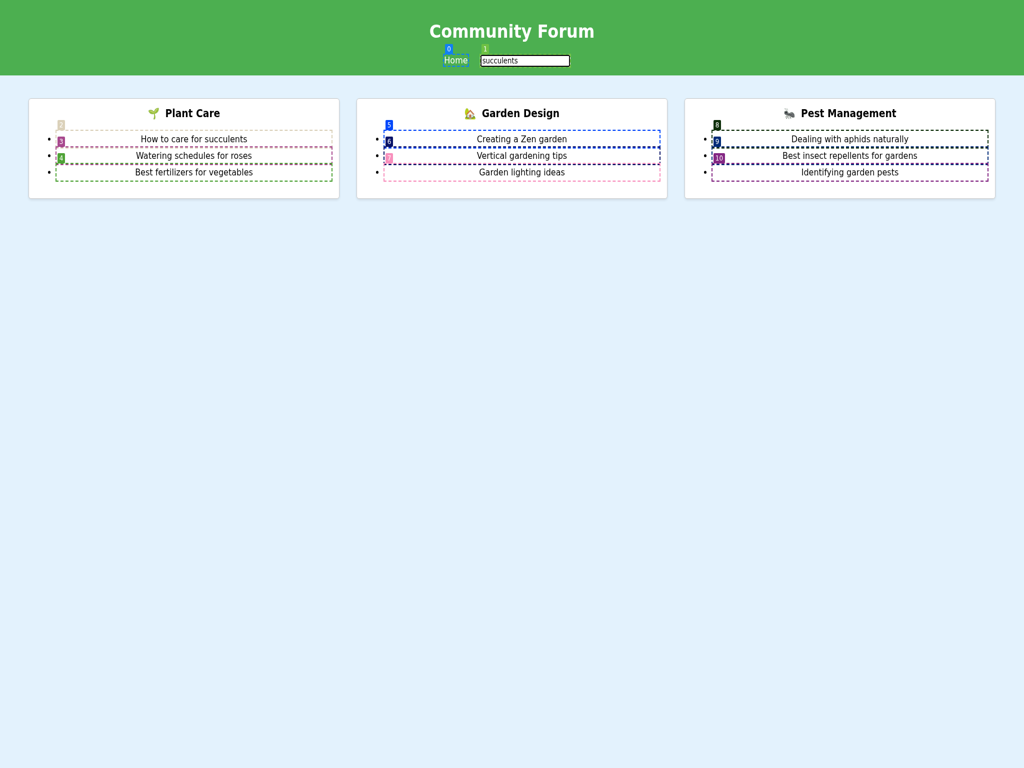 Community Forum
0
1
Home
succulents
🌱 Plant Care
2
• How to care for succulents
3
• Watering schedules for roses
4
• Best fertilizers for vegetables
🏡 Garden Design
5
• Creating a Zen garden
6
• Vertical gardening tips
7
• Garden lighting ideas
🐜 Pest Management
8
• Dealing with aphids naturally
9
• Best insect repellents for gardens
10
• Identifying garden pests